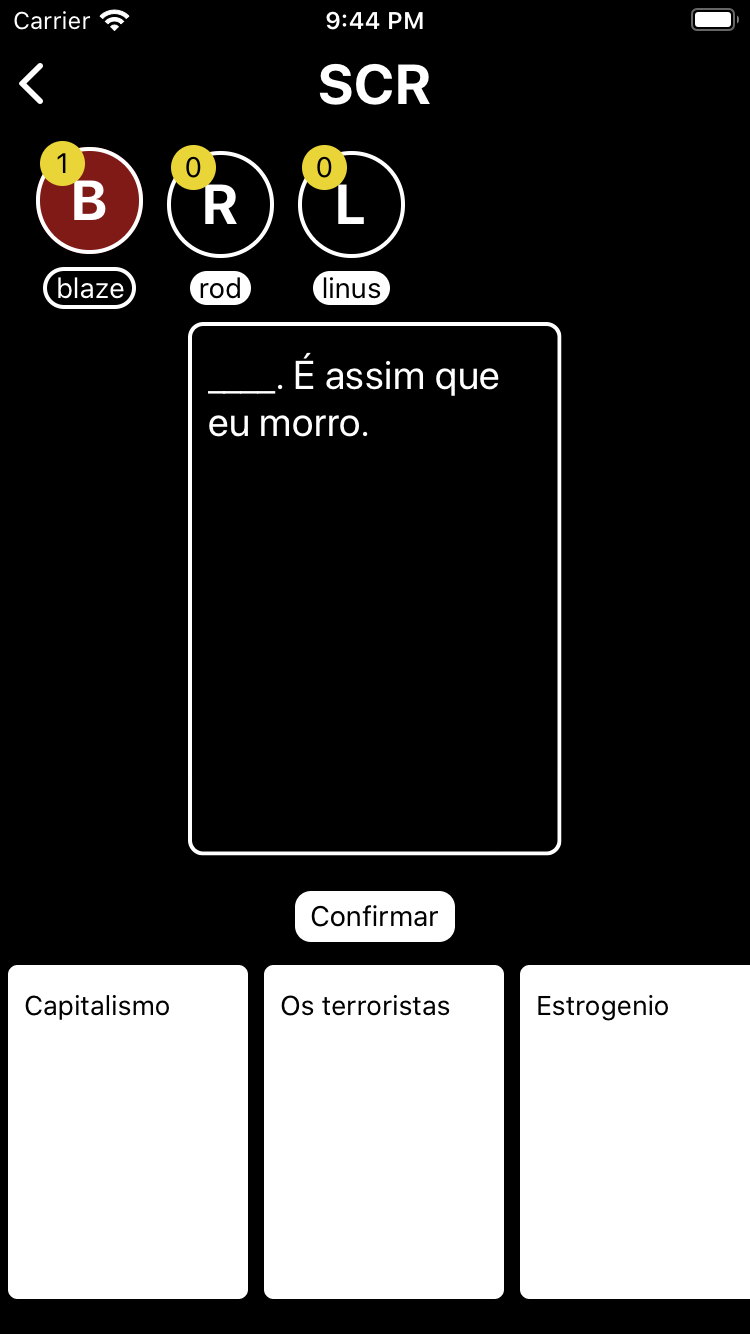 Carrier 9:44 PM
SCR
1 0 0
B R L
blaze rod linus
____. É assim que
eu morro.
Confirmar
Capitalismo Os terroristas Estrogenio